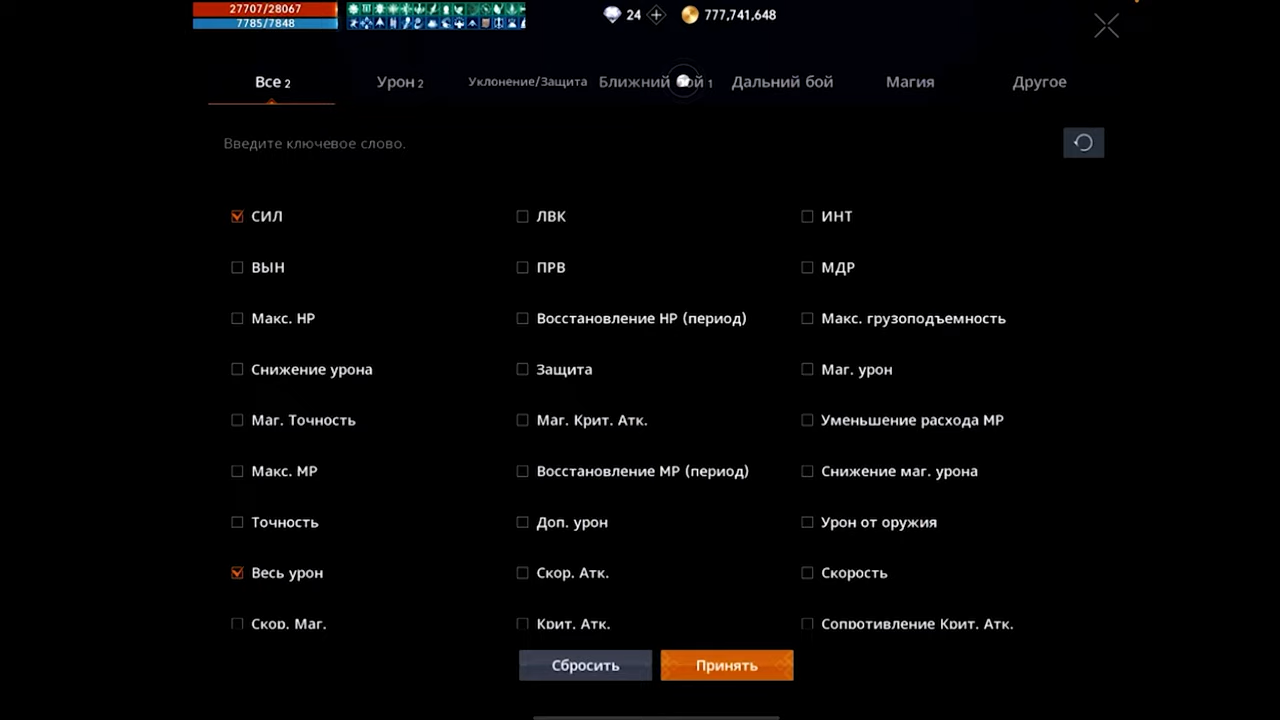 27707/28067
7785/7848
24
777,741,648
Все 2
Урон 2
Уклонение/Защита
Ближний ой 1
Дальний бой
Магия
Другое
Введите ключевое слово.
СИЛ
ЛВК
ИНТ
ВЫН
ПРВ
МДР
Макс. HP
Восстановление HP (период)
Макс. грузоподъемность
Снижение урона
Защита
Маг. урон
Маг. Точность
Маг. Крит. Атк.
Уменьшение расхода MP
Макс. MP
Восстановление MP (период)
Снижение маг. урона
Точность
Доп. урон
Урон от оружия
Весь урон
Скор. Атк.
Скорость
Скор. Маг.
Крит. Атк.
Сопротивление Крит. Атк.
Сбросить
Принять